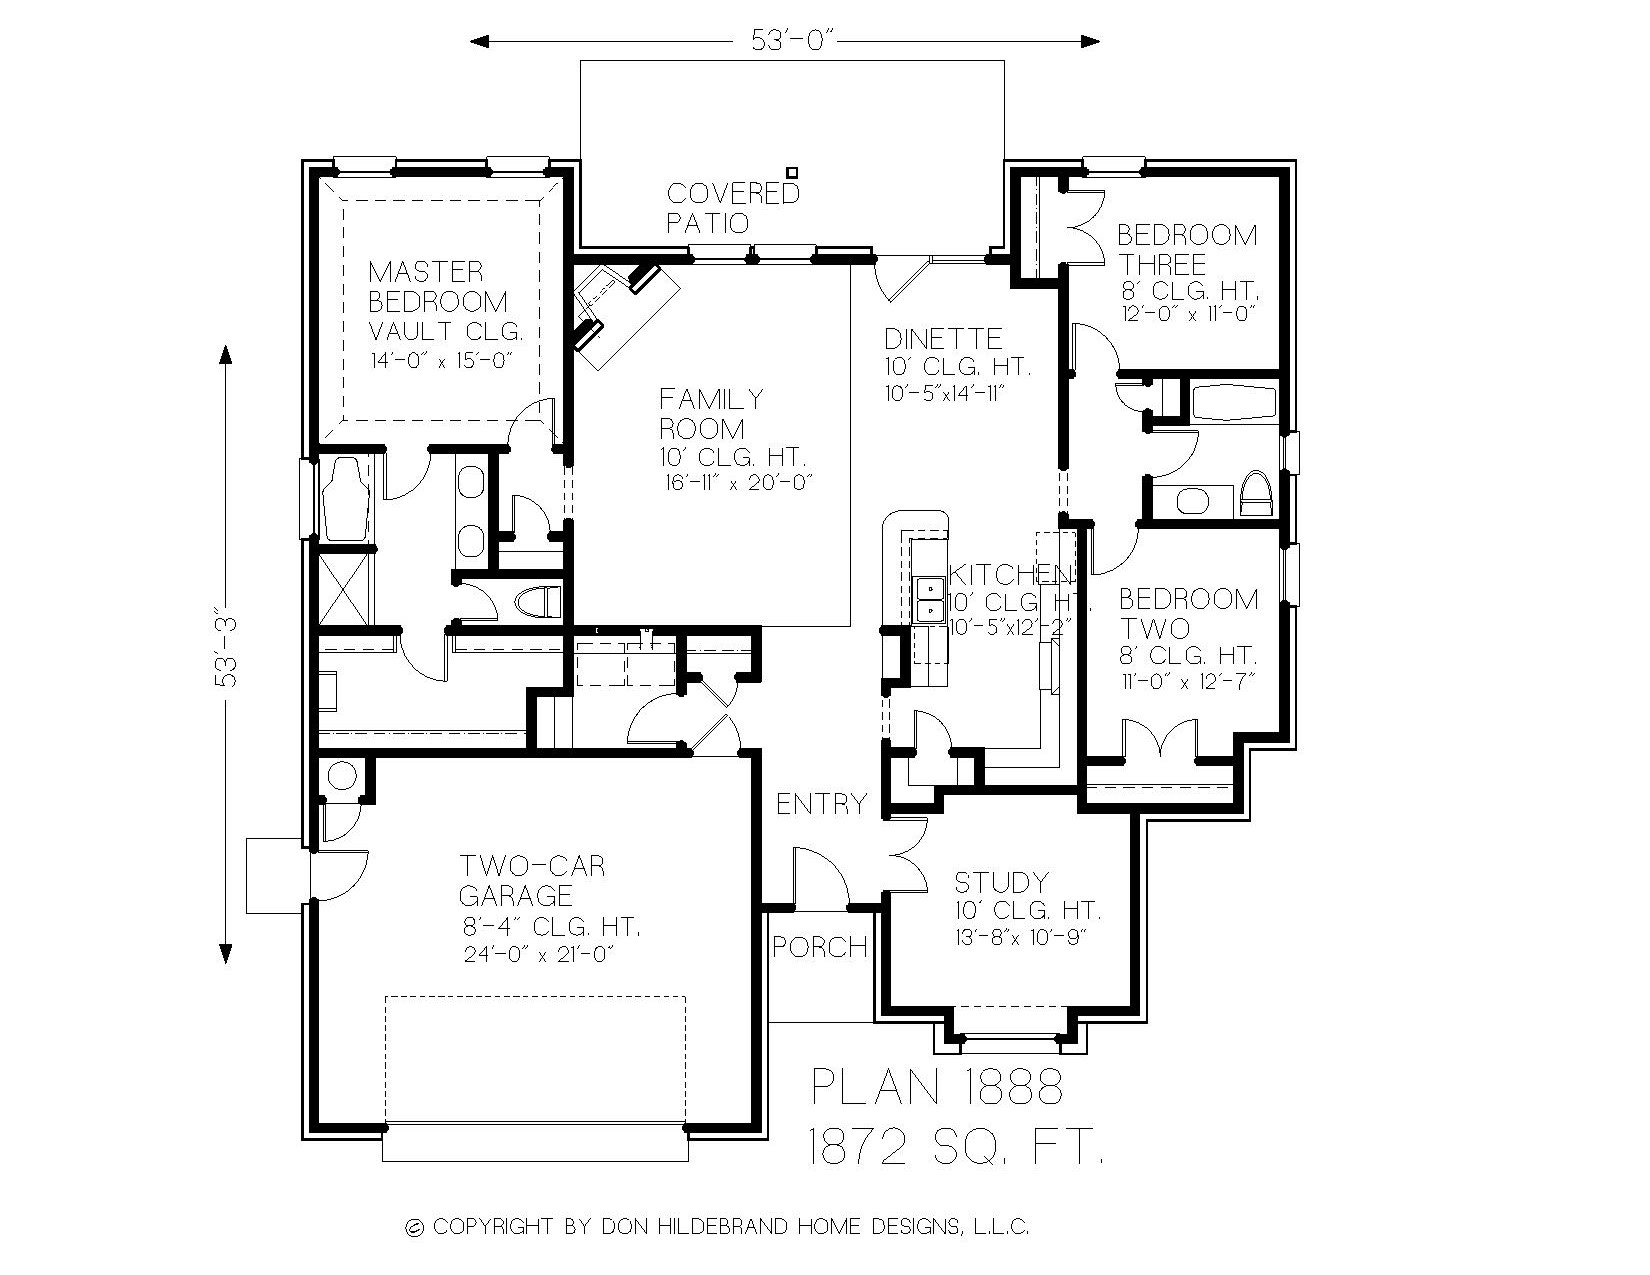 53'-0"
COVERED
PATIO
MASTER
BEDROOM
VAULT CLG.
14'-0" x 15'-0"
BEDROOM
THREE
8' CLG. HT.
12'-0" x 11'-0"
DINETTE
10' CLG. HT.
10'-5"x14'-11"
FAMILY
ROOM
10' CLG. HT.
16'-11" x 20'-0"
53'-3"
KITCHEN
10' CLG HT.
10'-5"x12'-2"
BEDROOM
TWO
8' CLG. HT.
11'-0" x 12'-7"
ENTRY
TWO-CAR
GARAGE
8'-4" CLG. HT.
24'-0" x 21'-0"
STUDY
10' CLG. HT.
13'-8"x 10'-9"
PORCH
PLAN 1888
1872 SQ. FT.
© COPYRIGHT BY DON HILDEBRAND HOME DESIGNS, L.L.C.